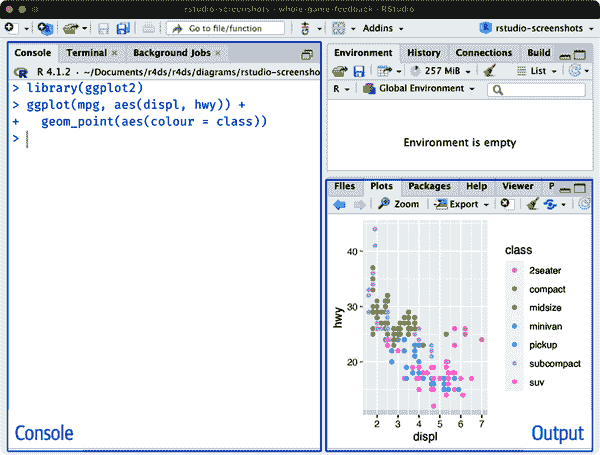 rstudio-screenshots - whole-game-feedback - RStudio
Go to file/function
Addins
rstudio-screenshots
Console Terminal Background Jobs
R 4.1.2 · ~/Documents/r4ds/r4ds/diagrams/rstudio-screenshots
> library(ggplot2)
> ggplot(mpg, aes(displ, hwy)) +
+ geom_point(aes(colour = class))
>
Console
Environment History Connections Build
257 MiB
List
R Global Environment
Environment is empty
Files Plots Packages Help Viewer P
Zoom Export
hwy
40
30
20
2 3 4 5 6 7
displ
class
2seater
compact
midsize
minivan
pickup
subcompact
suv
Output